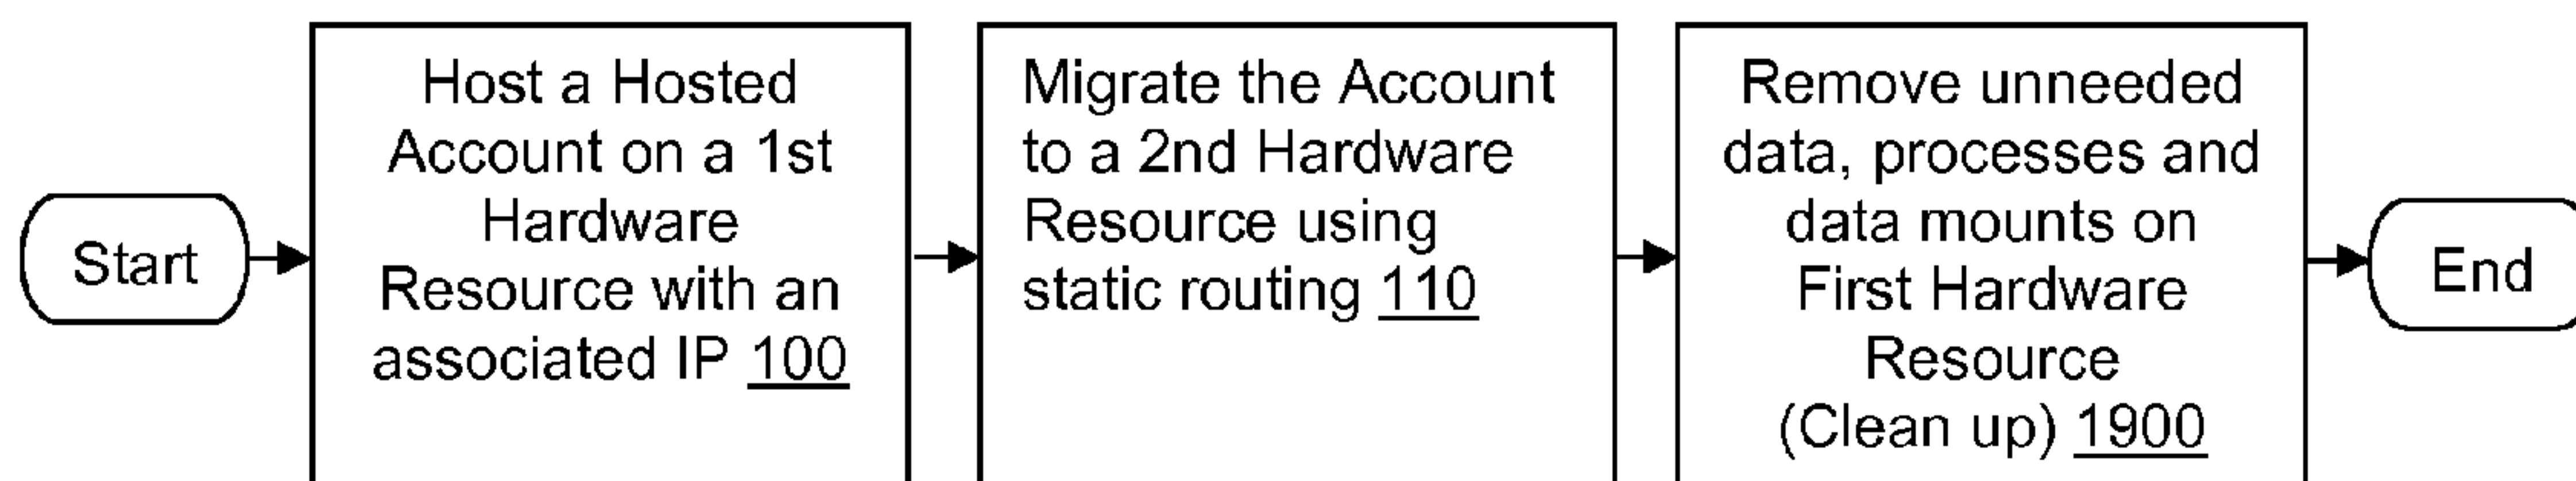 Start
Host a Hosted
Account on a 1st
Hardware
Resource with an
associated IP 100
Migrate the Account
to a 2nd Hardware
Resource using
static routing 110
Remove unneeded
data, processes and
data mounts on
First Hardware
Resource
(Clean up) 1900
End